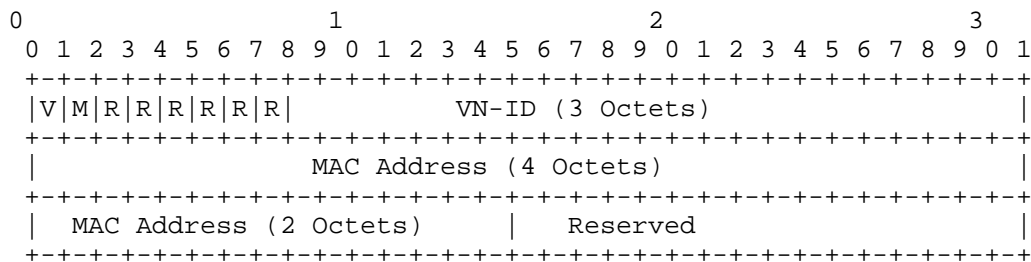 0                   1                   2                   3
 0 1 2 3 4 5 6 7 8 9 0 1 2 3 4 5 6 7 8 9 0 1 2 3 4 5 6 7 8 9 0 1
 +-+-+-+-+-+-+-+-+-+-+-+-+-+-+-+-+-+-+-+-+-+-+-+-+-+-+-+-+-+-+-+
 |V|M|R|R|R|R|R|R|          VN-ID (3 Octets)                   |
 +-+-+-+-+-+-+-+-+-+-+-+-+-+-+-+-+-+-+-+-+-+-+-+-+-+-+-+-+-+-+-+
 |                 MAC Address (4 Octets)                      |
 +-+-+-+-+-+-+-+-+-+-+-+-+-+-+-+-+-+-+-+-+-+-+-+-+-+-+-+-+-+-+-+
 |  MAC Address (2 Octets)     |   Reserved                    |
 +-+-+-+-+-+-+-+-+-+-+-+-+-+-+-+-+-+-+-+-+-+-+-+-+-+-+-+-+-+-+-+